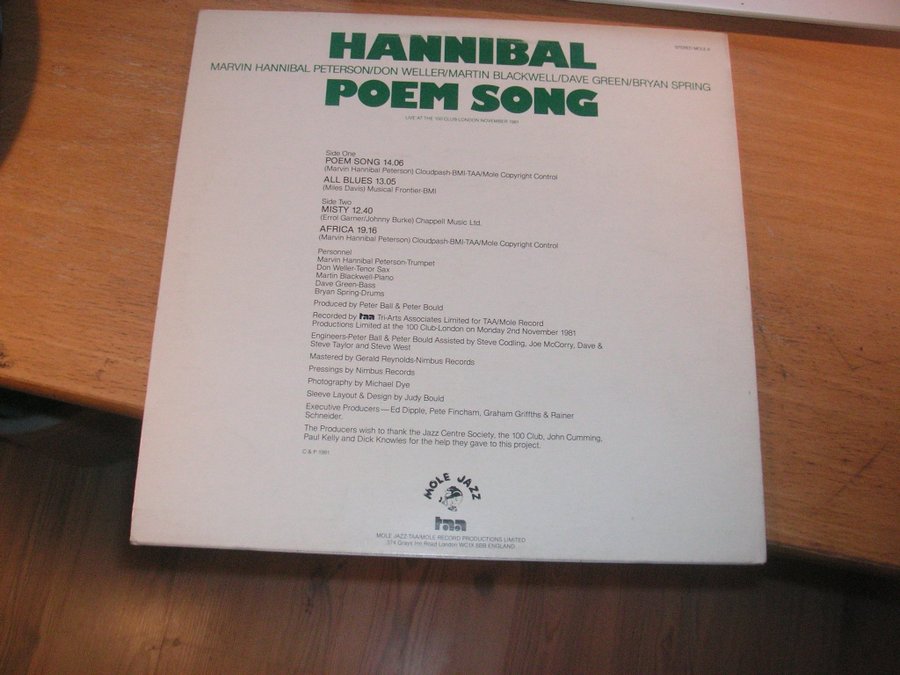 HANNIBAL
STEREO MOLE 5
MARVIN HANNIBAL PETERSON/DON WELLER/MARTIN BLACKWELL/DAVE GREEN/BRYAN SPRING
POEM SONG
LIVE AT THE 100 CLUB LONDON NOVEMBER 1981
Side One
POEM SONG 14.06
(Marvin Hannibal Peterson) Cloudpash-BMI-TAA/Mole Copyright Control
ALL BLUES 13.05
(Miles Davis) Musical Frontier-BMI
Side Two
MISTY 12.40
(Errol Garner/Johnny Burke) Chappell Music Ltd.
AFRICA 19.16
(Marvin Hannibal Peterson) Cloudpash-BMI-TAA/Mole Copyright Control
Personnel
Marvin Hannibal Peterson-Trumpet
Don Weller-Tenor Sax
Martin Blackwell-Piano
Dave Green-Bass
Bryan Spring-Drums
Produced by Peter Ball & Peter Bould
Recorded by taa Tri-Arts Associates Limited for TAA/Mole Record
Productions Limited at the 100 Club-London on Monday 2nd November 1981
Engineers-Peter Ball & Peter Bould Assisted by Steve Codling, Joe McCorry, Dave &
Steve Taylor and Steve West
Mastered by Gerald Reynolds-Nimbus Records
Pressings by Nimbus Records
Photography by Michael Dye
Sleeve Layout & Design by Judy Bould
Executive Producers—Ed Dipple, Pete Fincham, Graham Griffths & Rainer
Schneider.
The Producers wish to thank the Jazz Centre Society, the 100 Club, John Cumming,
Paul Kelly and Dick Knowles for the help they gave to this project.
C & P 1981
MOLE JAZZ
taa
MOLE JAZZ-TAA/MOLE RECORD PRODUCTIONS LIMITED
374 Grays Inn Road London WC1X 8BB ENGLAND